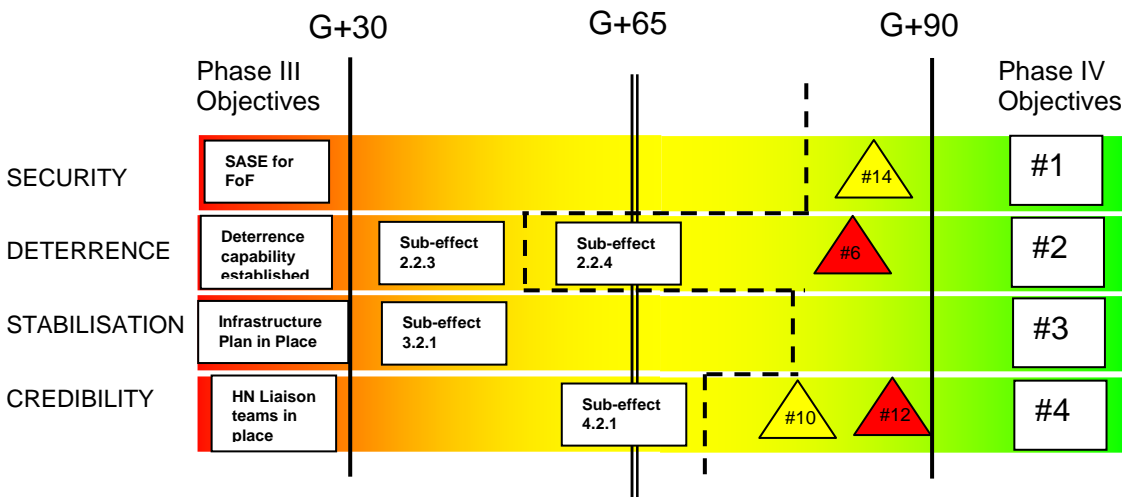 G+30
G+65
G+90
Phase III
Objectives
Phase IV
Objectives
SECURITY
SASE for
FoF
#14
#1
DETERRENCE
Deterrence
capability
established
Sub-effect
2.2.3
Sub-effect
2.2.4
#6
#2
STABILISATION
Infrastructure
Plan in Place
Sub-effect
3.2.1
#3
CREDIBILITY
HN Liaison
teams in
place
Sub-effect
4.2.1
#10
#12
#4